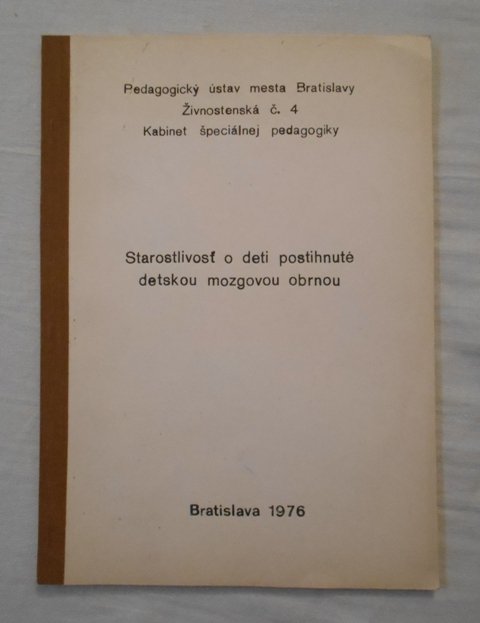 Pedagogický ústav mesta Bratislavy
Živnostenská č. 4
Kabinet špeciálnej pedagogiky
Starostlivosť o deti postihnuté
detskou mozgovou obrnou
Bratislava 1976